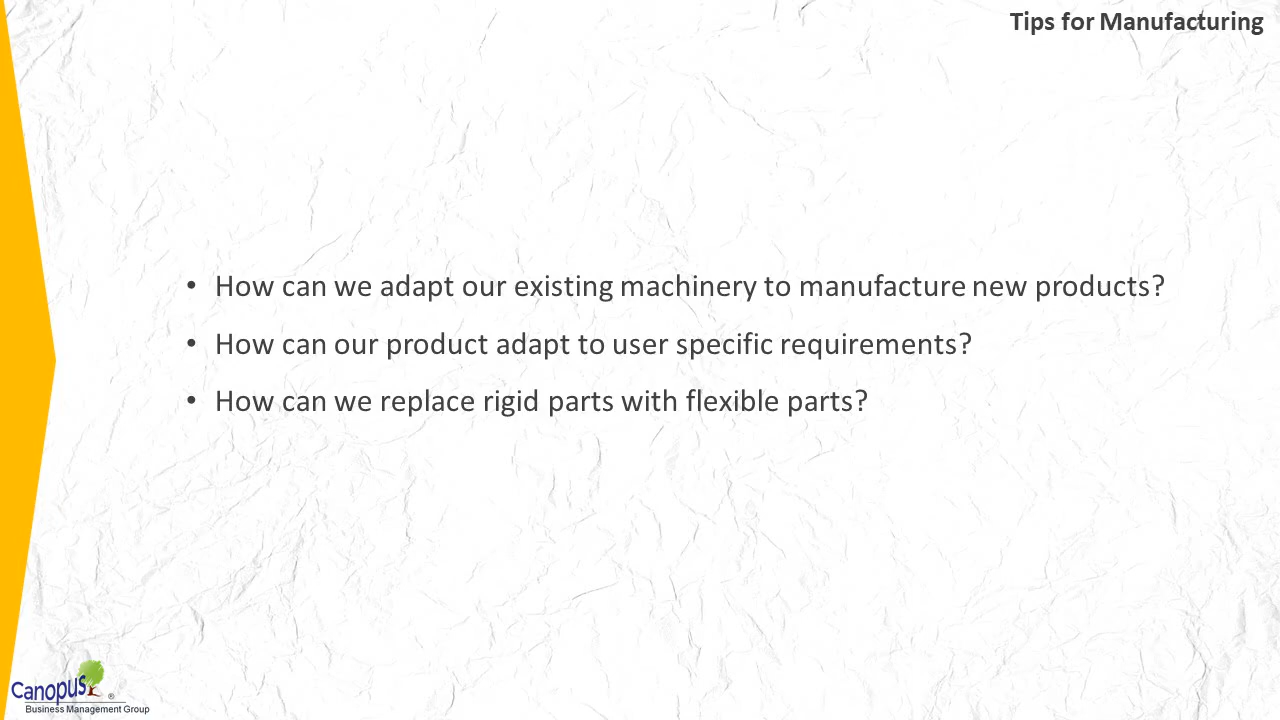 Tips for Manufacturing
• How can we adapt our existing machinery to manufacture new products?
• How can our product adapt to user specific requirements?
• How can we replace rigid parts with flexible parts?
Canopus ®
Business Management Group